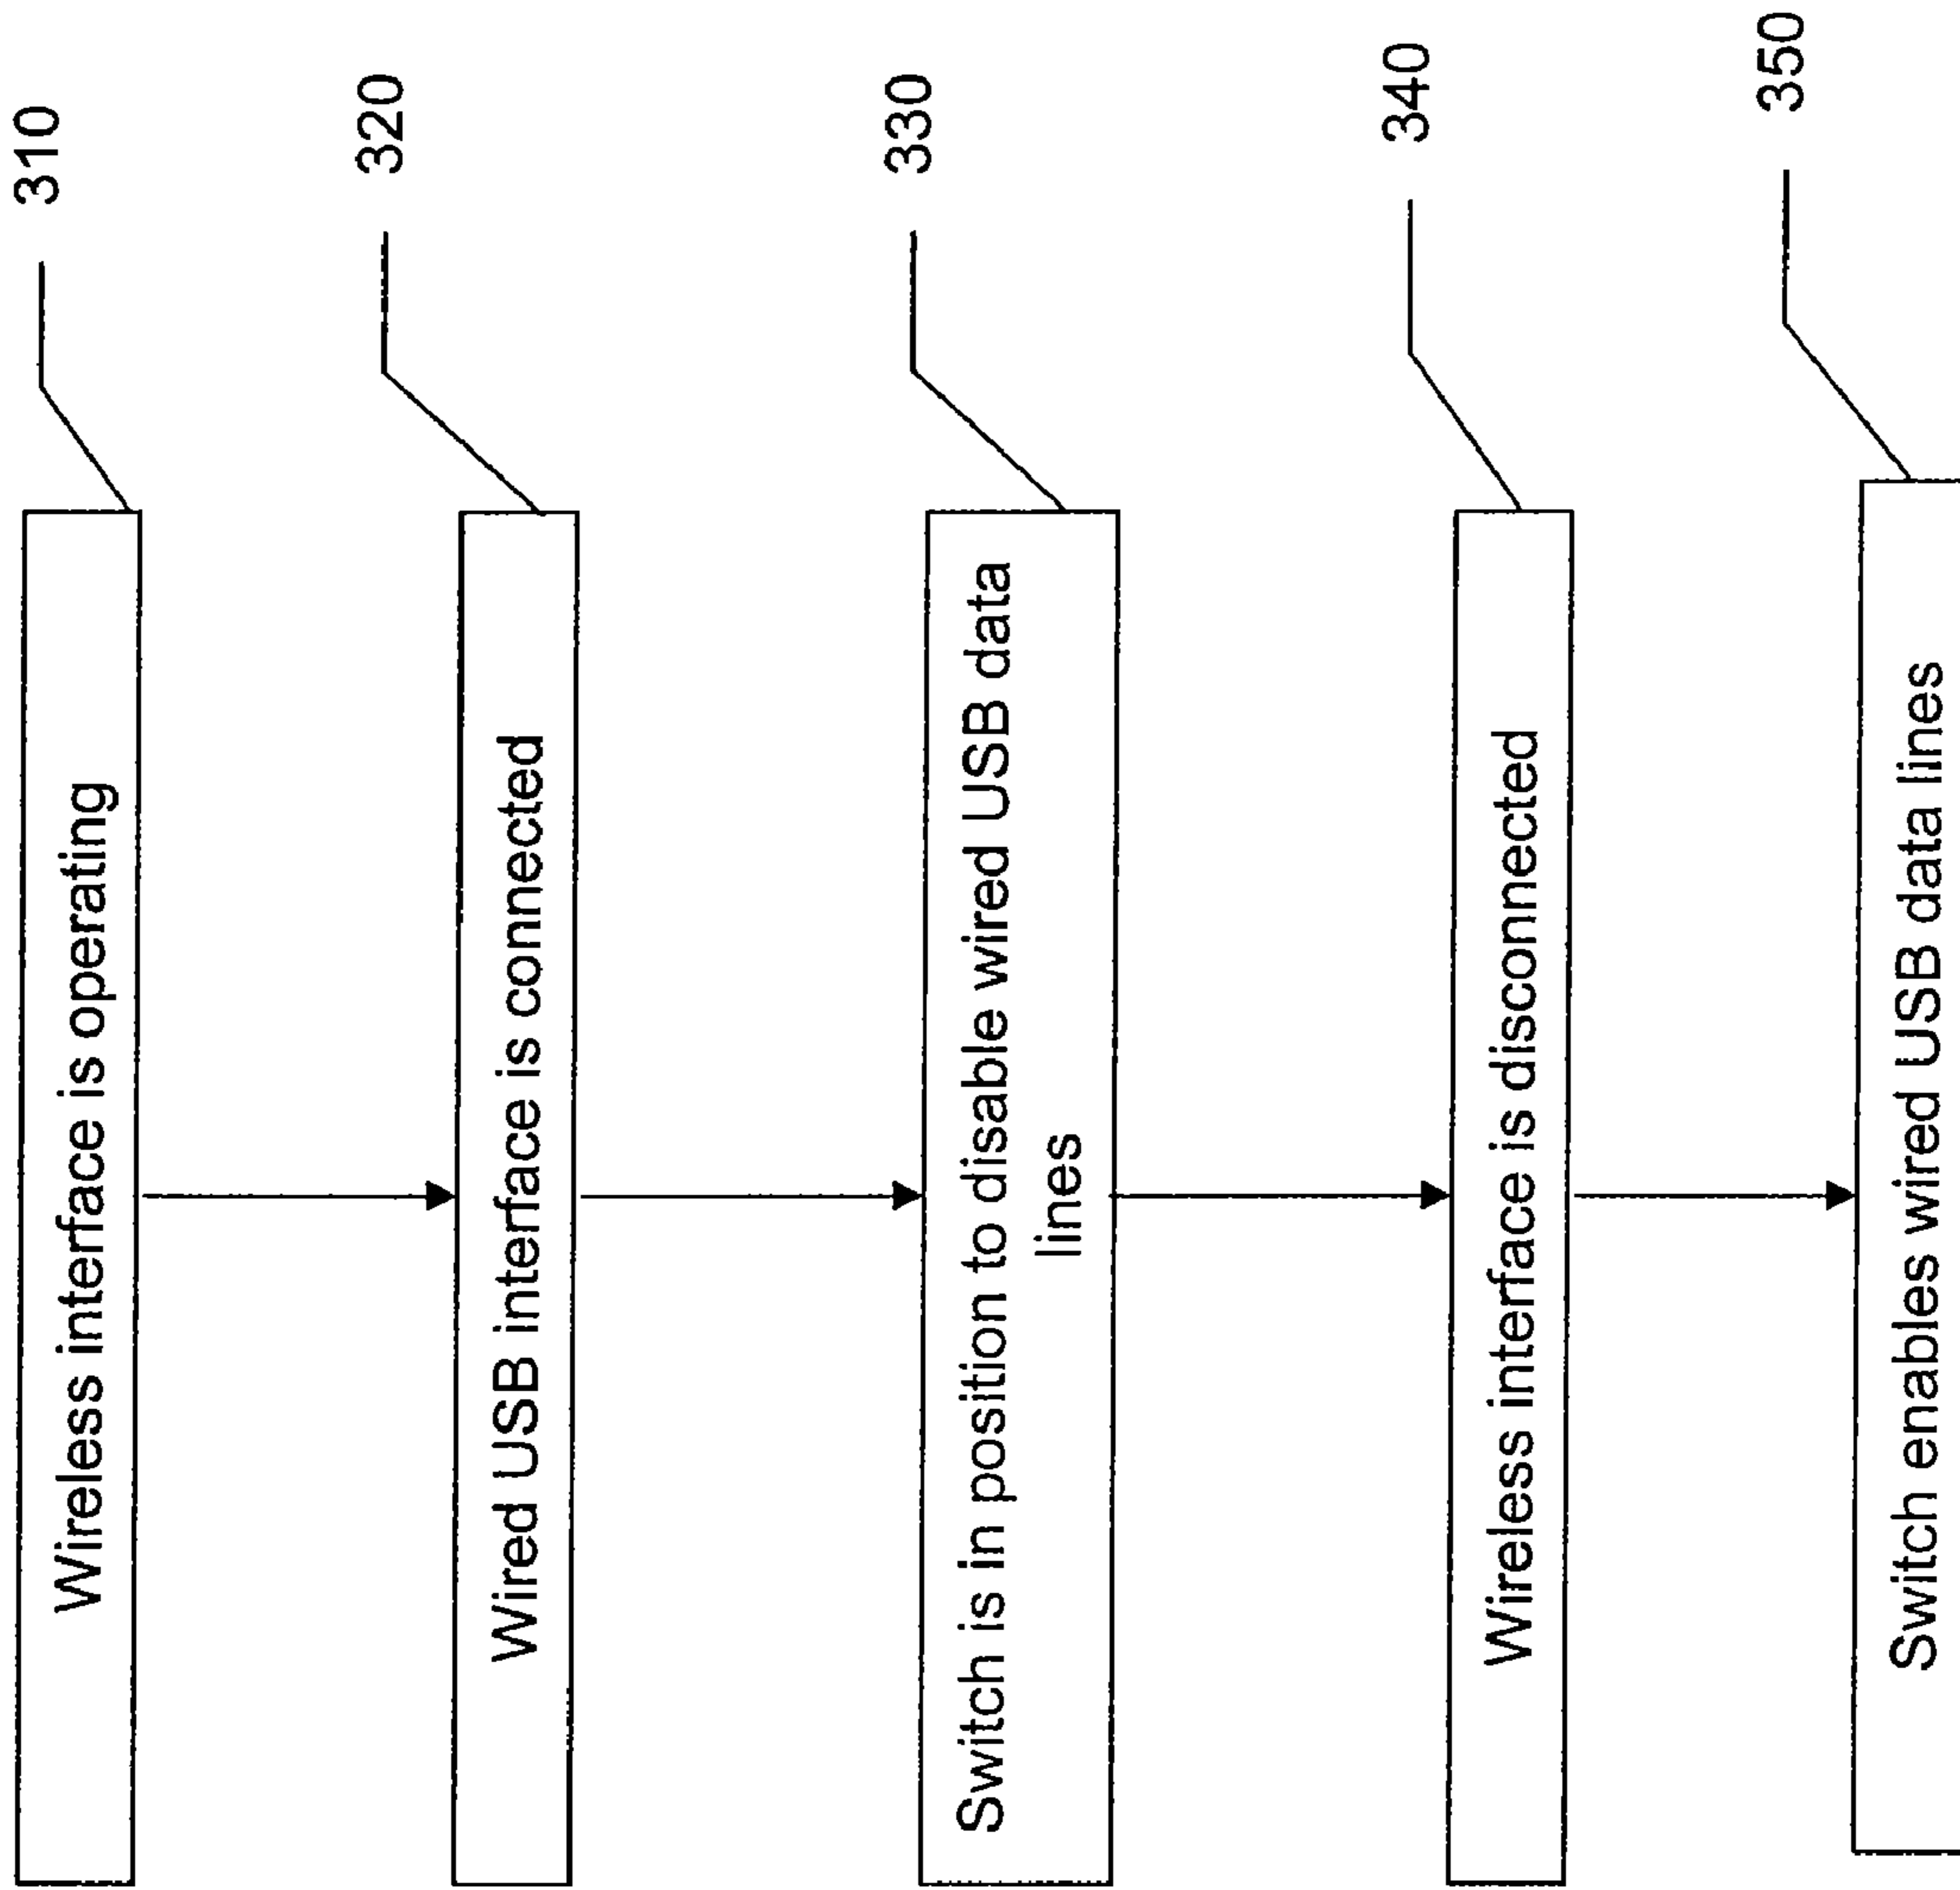 310
Wireless interface is operating
320
Wired USB interface is connected
330
Switch is in position to disable wired USB data
lines
340
Wireless interface is disconnected
350
Switch enables wired USB data lines